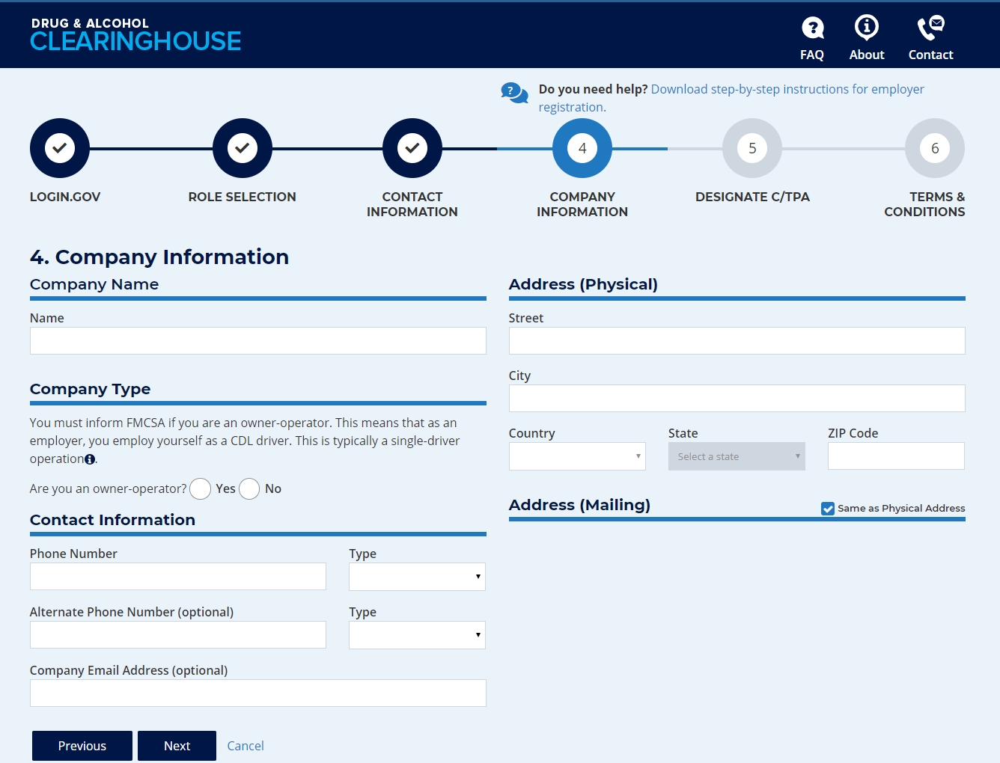 DRUG & ALCOHOL
CLEARINGHOUSE
FAQ
About
Contact
Do you need help? Download step-by-step instructions for employer
registration.
4
5
6
LOGIN.GOV
ROLE SELECTION
CONTACT
INFORMATION
COMPANY
INFORMATION
DESIGNATE C/TPA
TERMS &
CONDITIONS
4. Company Information
Company Name
Name
Company Type
You must inform FMCSA if you are an owner-operator. This means that as an
employer, you employ yourself as a CDL driver. This is typically a single-driver
operation.
Are you an owner-operator? Yes No
Contact Information
Phone Number
Type
Alternate Phone Number (optional)
Type
Company Email Address (optional)
Address (Physical)
Street
City
Country
State
ZIP Code
Select a state
Address (Mailing)
Same as Physical Address
Previous
Next
Cancel